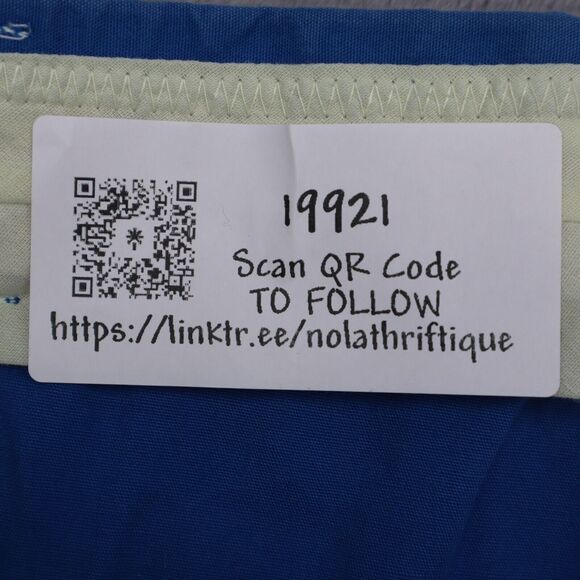 19921
Scan QR Code
TO FOLLOW
https://linktr.ee/nolathriftique